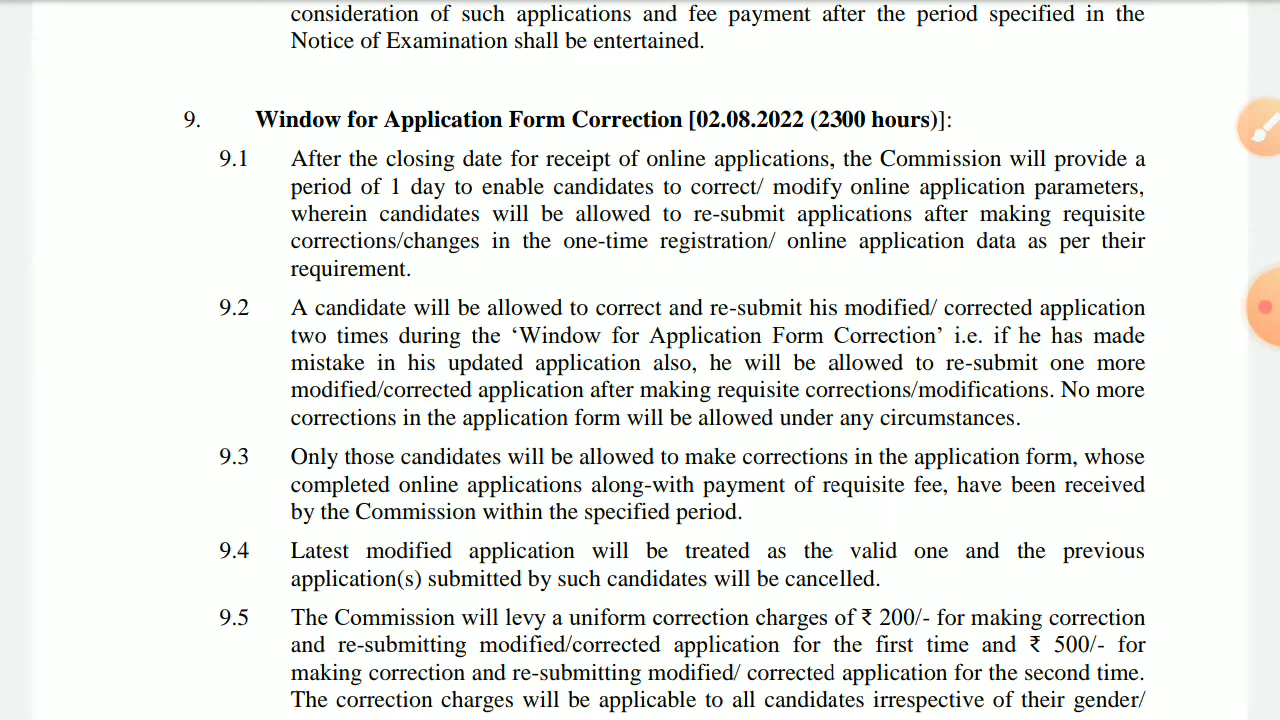 consideration of such applications and fee payment after the period specified in the
Notice of Examination shall be entertained.
9. Window for Application Form Correction [02.08.2022 (2300 hours)]:
9.1 After the closing date for receipt of online applications, the Commission will provide a
period of 1 day to enable candidates to correct/ modify online application parameters,
wherein candidates will be allowed to re-submit applications after making requisite
corrections/changes in the one-time registration/ online application data as per their
requirement.
9.2 A candidate will be allowed to correct and re-submit his modified/ corrected application
two times during the ‘Window for Application Form Correction’ i.e. if he has made
mistake in his updated application also, he will be allowed to re-submit one more
modified/corrected application after making requisite corrections/modifications. No more
corrections in the application form will be allowed under any circumstances.
9.3 Only those candidates will be allowed to make corrections in the application form, whose
completed online applications along-with payment of requisite fee, have been received
by the Commission within the specified period.
9.4 Latest modified application will be treated as the valid one and the previous
application(s) submitted by such candidates will be cancelled.
9.5 The Commission will levy a uniform correction charges of ₹ 200/- for making correction
and re-submitting modified/corrected application for the first time and ₹ 500/- for
making correction and re-submitting modified/ corrected application for the second time.
The correction charges will be applicable to all candidates irrespective of their gender/